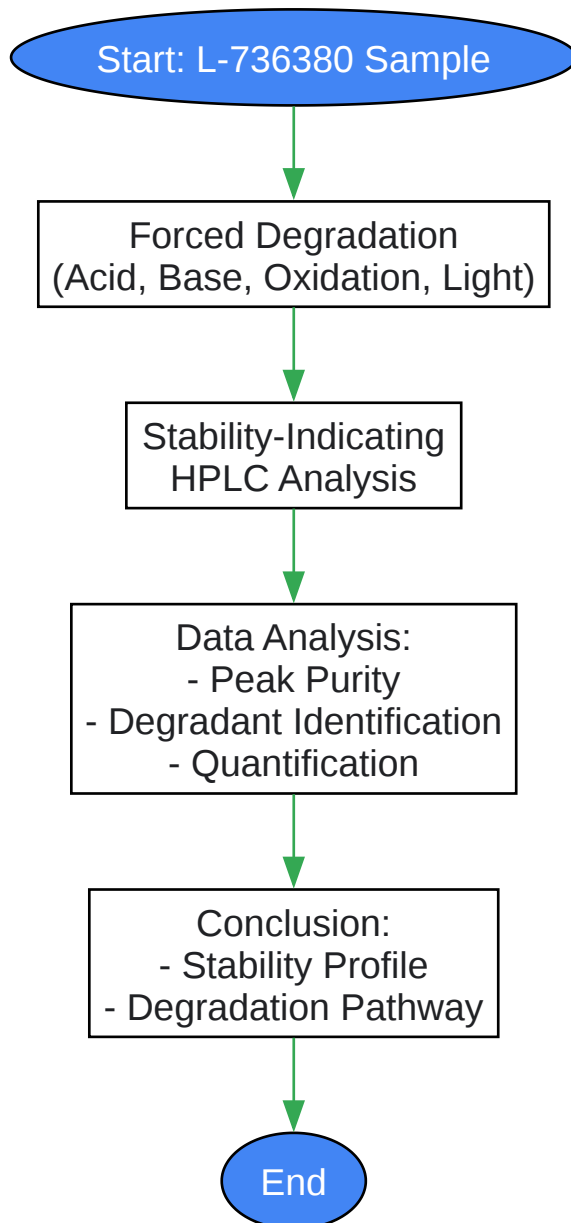 Start: L-736380 Sample
Forced Degradation
(Acid, Base, Oxidation, Light)
Stability-Indicating
HPLC Analysis
Data Analysis:
- Peak Purity
- Degradant Identification
- Quantification
Conclusion:
- Stability Profile
- Degradation Pathway
End